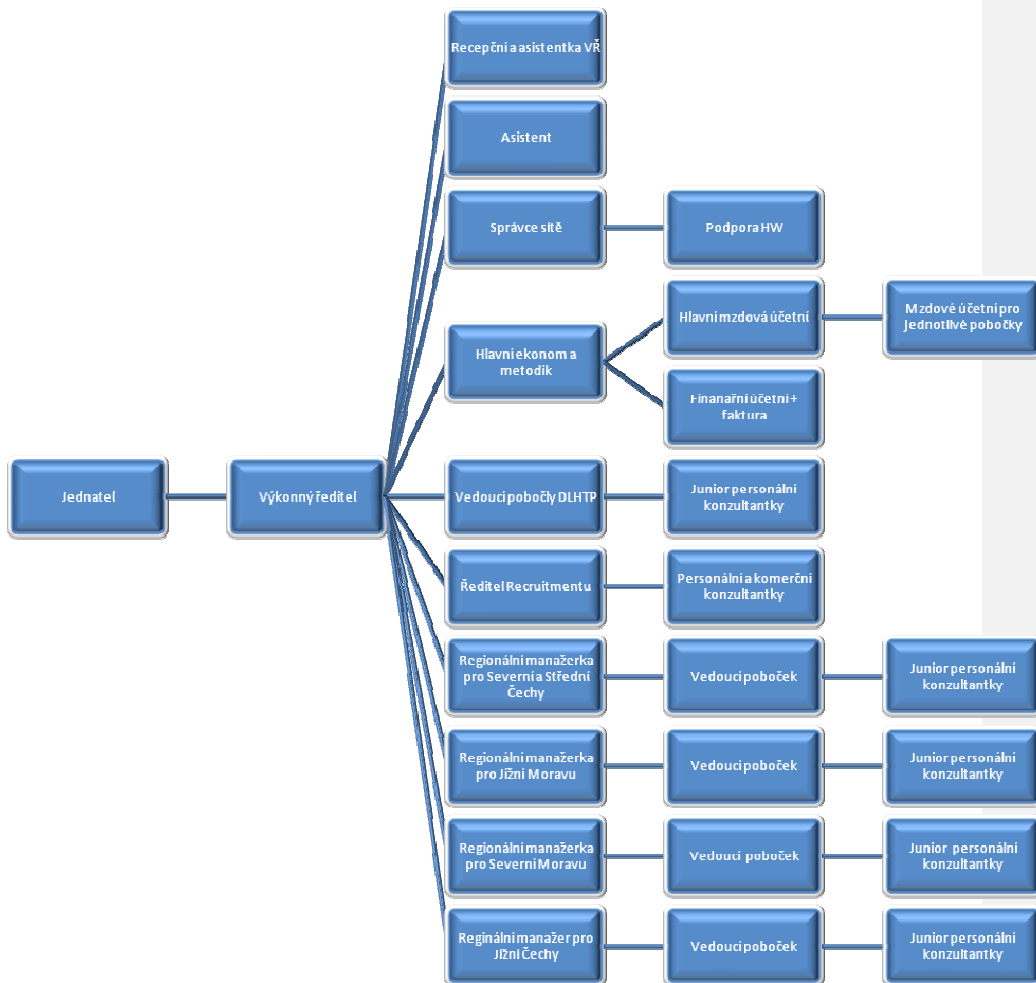 Recepční a asistentka VŘ
Asistent
Správce sítě
Podpora HW
Hlavní mzdová účetní
Mzdové účetní pro
Jednotlivé pobočky
Hlavní ekonom a
metodik
Finanařní účetní +
faktura
Jednatel
Výkonný ředitel
Vedoucí pobočly DLHTP
Junior personální
konzultantky
Ředitel Recruitmentu
Personální a komerční
konzultantky
Regionální manažerka
pro Severní a Střední
Čechy
Vedoucí poboček
Junior personální
konzultantky
Regionální manažerka
pro Jižní Moravu
Vedoucí poboček
Junior personální
konzultantky
Regionální manažerka
pro Severní Moravu
Vedoucí poboček
Junior personální
konzultantky
Reginální manažer pro
Jižní Čechy
Vedoucí poboček
Junior personální
konzultantky